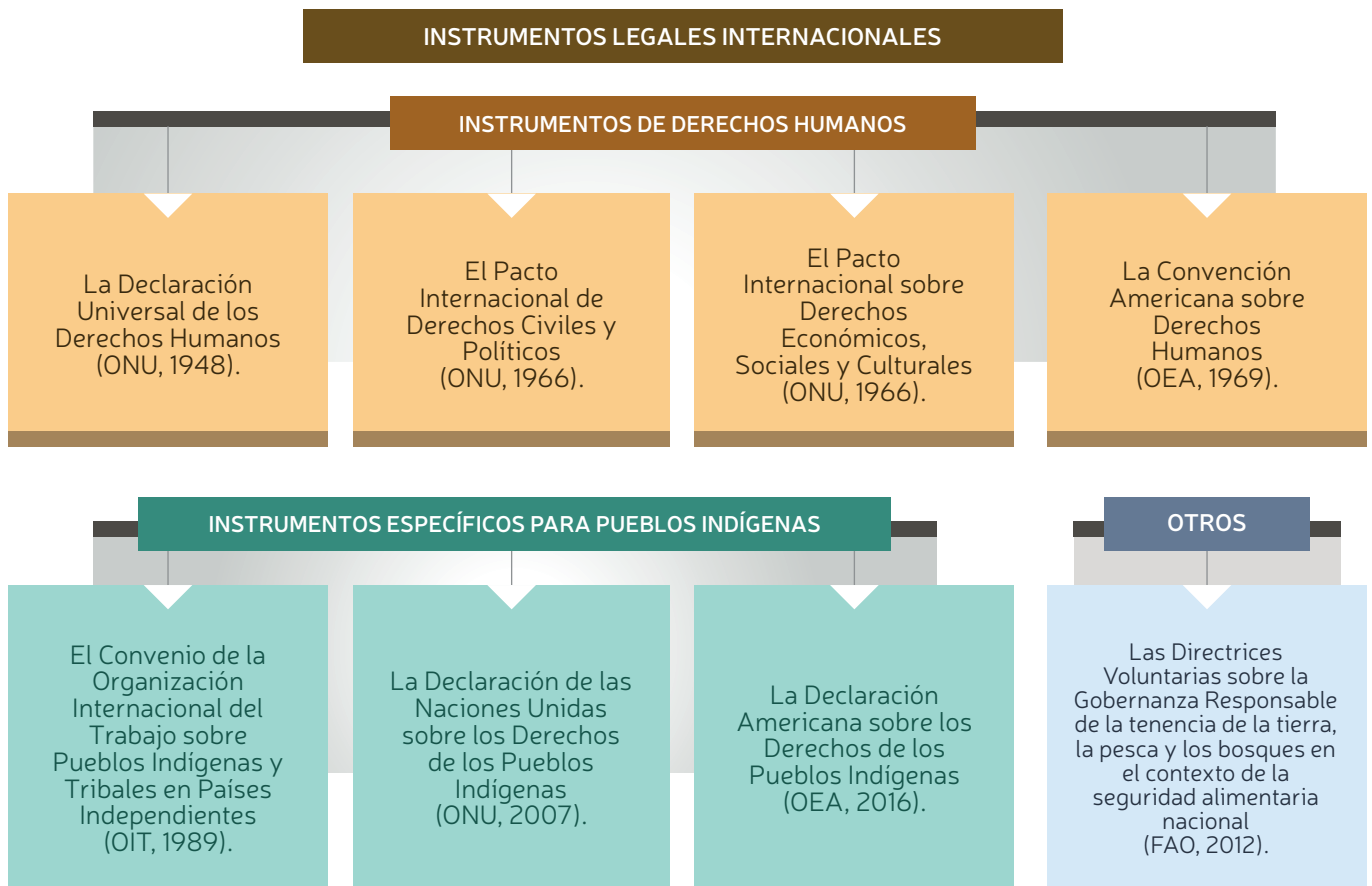 INSTRUMENTOS LEGALES INTERNACIONALES
INSTRUMENTOS DE DERECHOS HUMANOS
La Declaración
Universal de los
Derechos Humanos
(ONU, 1948).
El Pacto
Internacional de
Derechos Civiles y
Políticos
(ONU, 1966).
El Pacto
Internacional sobre
Derechos
Económicos,
Sociales y Culturales
(ONU, 1966).
La Convención
Americana sobre
Derechos
Humanos
(OEA, 1969).
INSTRUMENTOS ESPECÍFICOS PARA PUEBLOS INDÍGENAS
El Convenio de la
Organización
Internacional del
Trabajo sobre
Pueblos Indígenas y
Tribales en Países
Independientes
(OIT, 1989).
La Declaración de las
Naciones Unidas
sobre los Derechos
de los Pueblos
Indígenas
(ONU, 2007).
La Declaración
Americana sobre los
Derechos de los
Pueblos Indígenas
(OEA, 2016).
OTROS
Las Directrices
Voluntarias sobre la
Gobernanza Responsable
de la tenencia de la tierra,
la pesca y los bosques en
el contexto de la
seguridad alimentaria
nacional
(FAO, 2012).